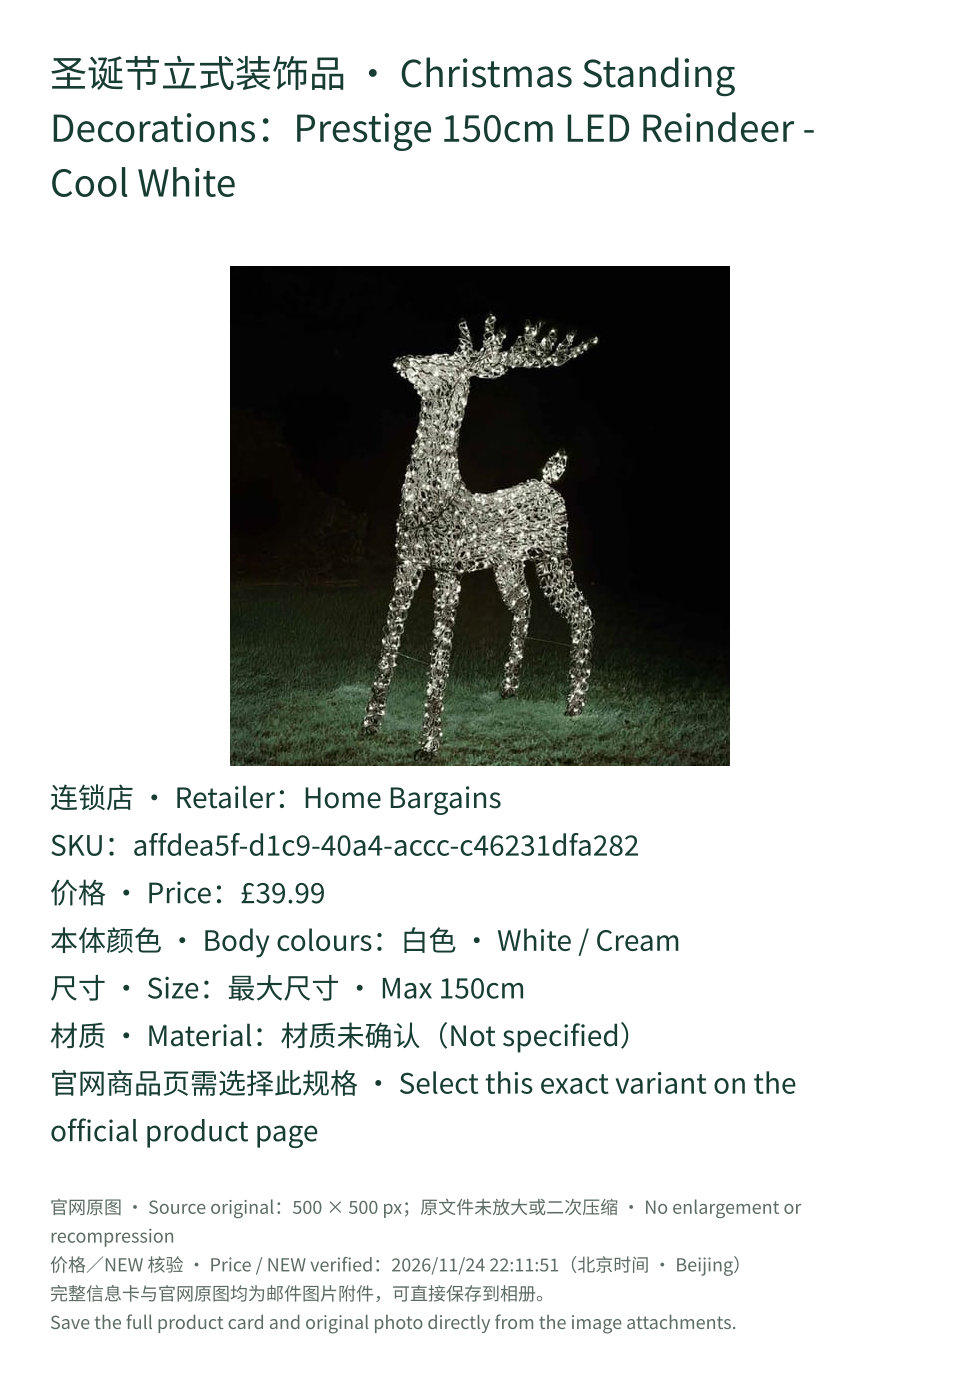 圣诞节立式装饰品 · Christmas Standing
Decorations：Prestige 150cm LED Reindeer -
Cool White
连锁店 · Retailer：Home Bargains
SKU：affdea5f-d1c9-40a4-accc-c46231dfa282
价格 · Price：£39.99
本体颜色 · Body colours：白色 · White / Cream
尺寸 · Size：最大尺寸 · Max 150cm
材质 · Material：材质未确认（Not specified）
官网商品页需选择此规格 · Select this exact variant on the
official product page
官网原图 · Source original：500 × 500 px；原文件未放大或二次压缩 · No enlargement or
recompression
价格／NEW 核验 · Price / NEW verified：2026/11/24 22:11:51（北京时间 · Beijing）
完整信息卡与官网原图均为邮件图片附件，可直接保存到相册。
Save the full product card and original photo directly from the image attachments.